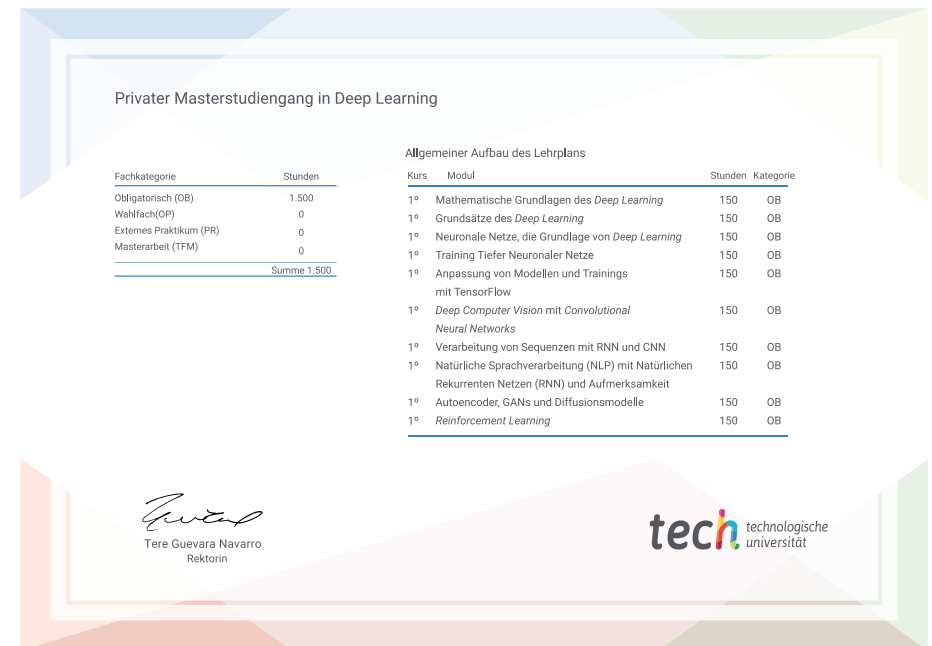 Privater Masterstudiengang in Deep Learning
Fachkategorie Stunden
Obligatorisch (OB) 1.500
Wahlfach(OP) 0
Externes Praktikum (PR) 0
Masterarbeit (TFM) 0
Summe 1.500
Allgemeiner Aufbau des Lehrplans
Kurs Modul Stunden Kategorie
1º Mathematische Grundlagen des Deep Learning 150 OB
1º Grundsätze des Deep Learning 150 OB
1º Neuronale Netze, die Grundlage von Deep Learning 150 OB
1º Training Tiefer Neuronaler Netze 150 OB
1º Anpassung von Modellen und Trainings 150 OB
mit TensorFlow
1º Deep Computer Vision mit Convolutional 150 OB
Neural Networks
1º Verarbeitung von Sequenzen mit RNN und CNN 150 OB
1º Natürliche Sprachverarbeitung (NLP) mit Natürlichen 150 OB
Rekurrenten Netzen (RNN) und Aufmerksamkeit
1º Autoencoder, GANs und Diffusionsmodelle 150 OB
1º Reinforcement Learning 150 OB
Tere Guevara Navarro
Rektorin
tech technologische
universität